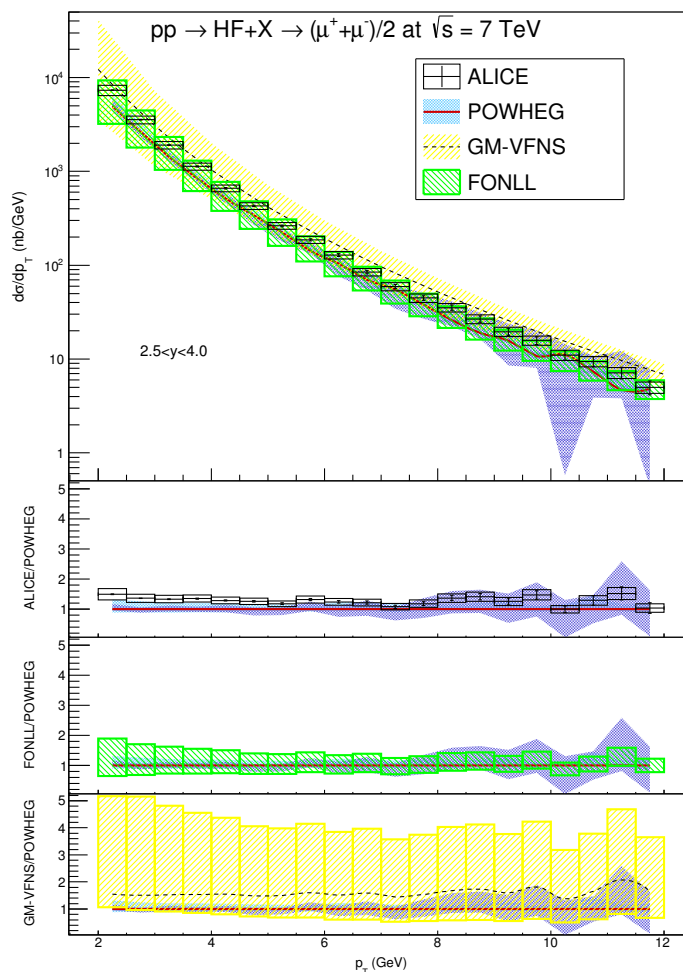 pp → HF+X → (μ⁺+μ⁻)/2 at √s = 7 TeV
ALICE
POWHEG
GM-VFNS
FONLL
dσ/dp_T (nb/GeV)
10⁴
10³
10²
10
1
2.5<y<4.0
ALICE/POWHEG
5
4
3
2
1
FONLL/POWHEG
5
4
3
2
1
GM-VFNS/POWHEG
5
4
3
2
1
2 4 6 8 10 12
p_T (GeV)